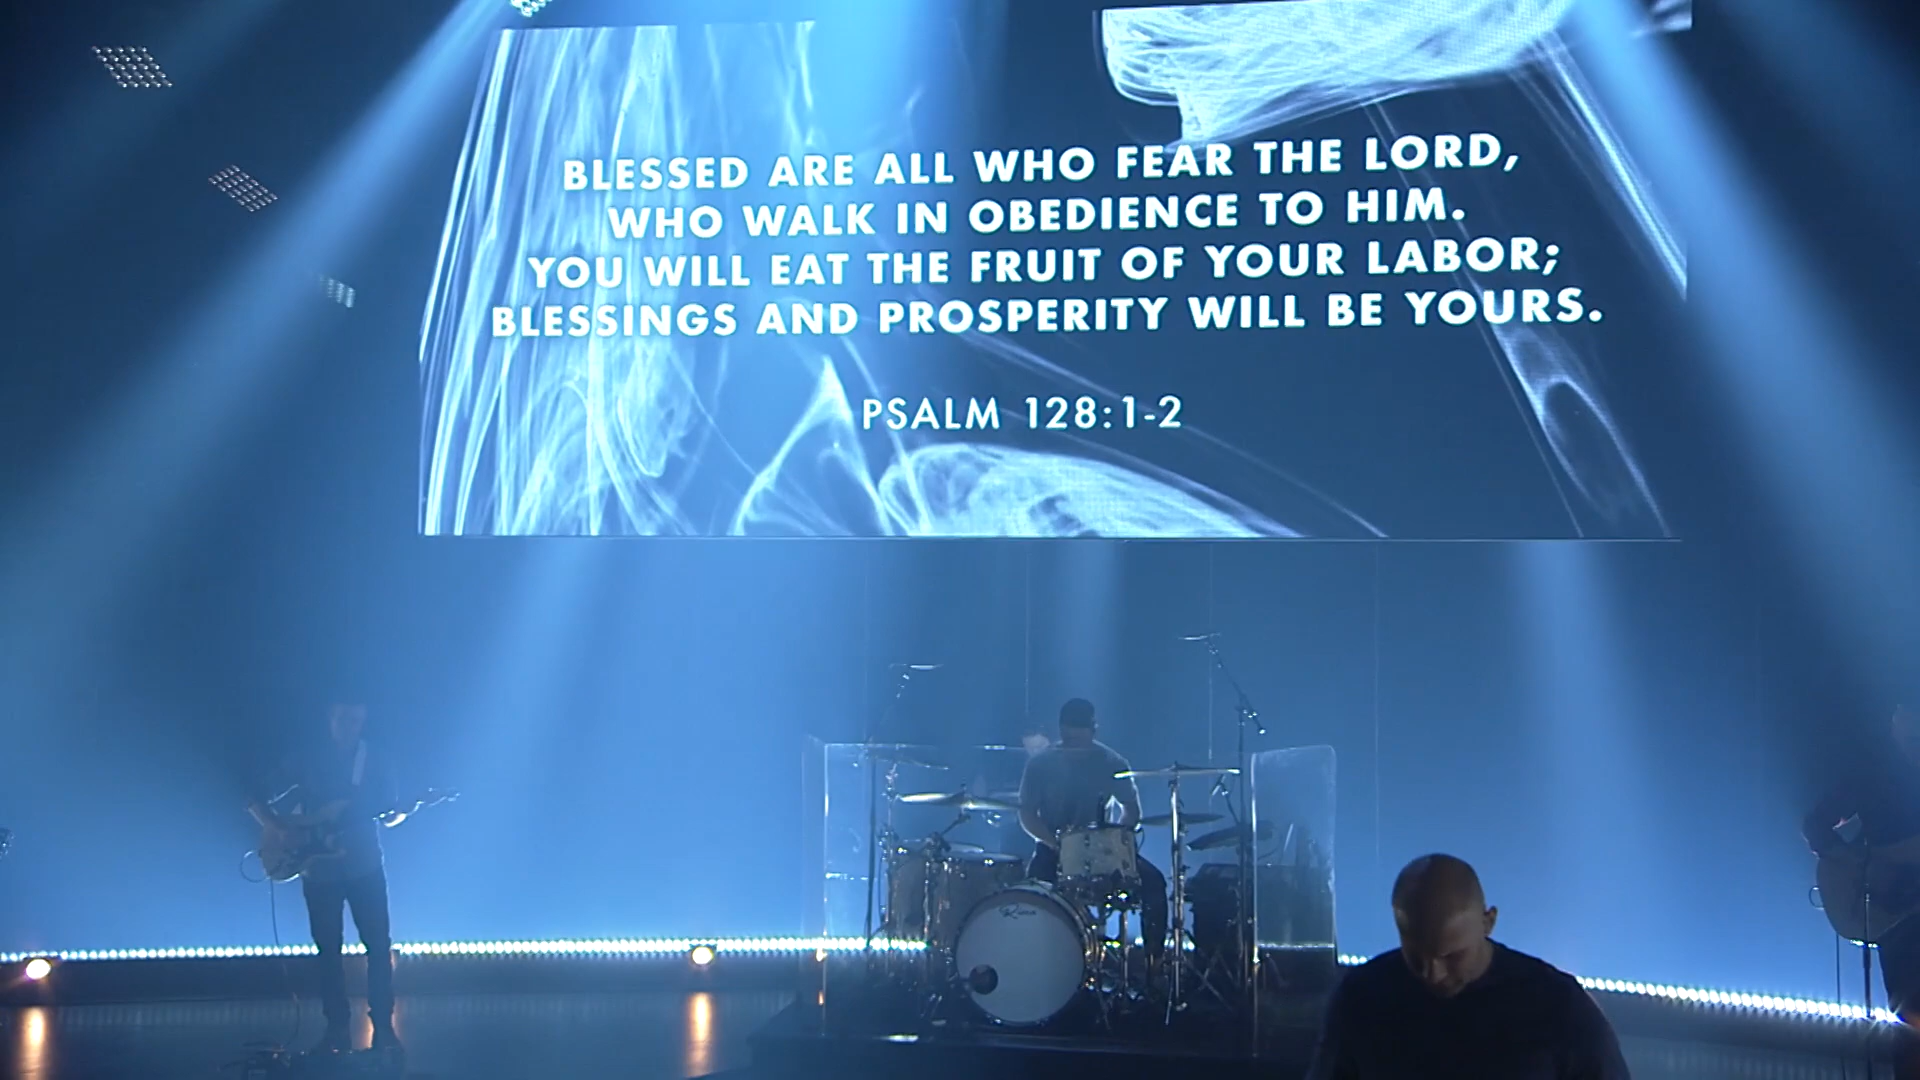 BLESSED ARE ALL WHO FEAR THE LORD,
WHO WALK IN OBEDIENCE TO HIM.
YOU WILL EAT THE FRUIT OF YOUR LABOR;
BLESSINGS AND PROSPERITY WILL BE YOURS.
PSALM 128:1-2